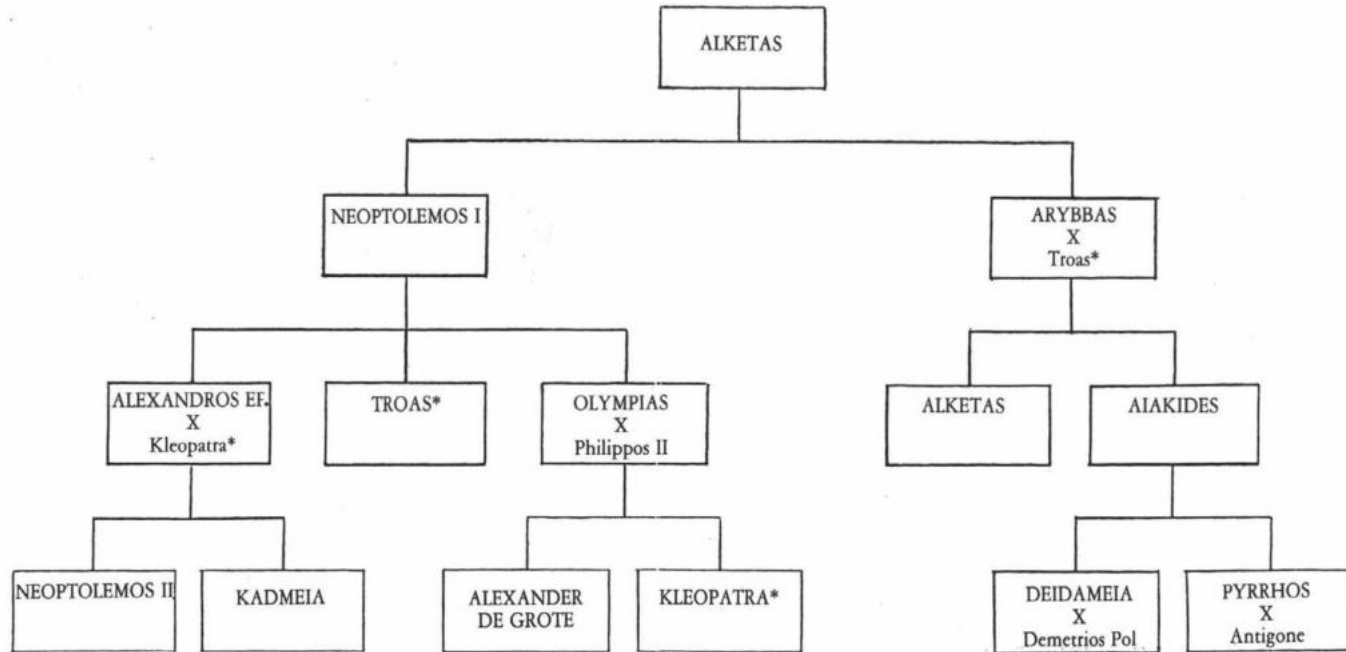 ALKETAS
NEOPTOLEMOS I
ARYBBAS
X
Troas*
ALEXANDROS EF.
X
Kleopatra*
TROAS*
OLYMPIAS
X
Philippos II
ALKETAS
AIAKIDES
NEOPTOLEMOS II
KADMEIA
ALEXANDER
DE GROTE
KLEOPATRA*
DEIDAMEIA
X
Demetrios Pol
PYRRHOS
X
Antigone